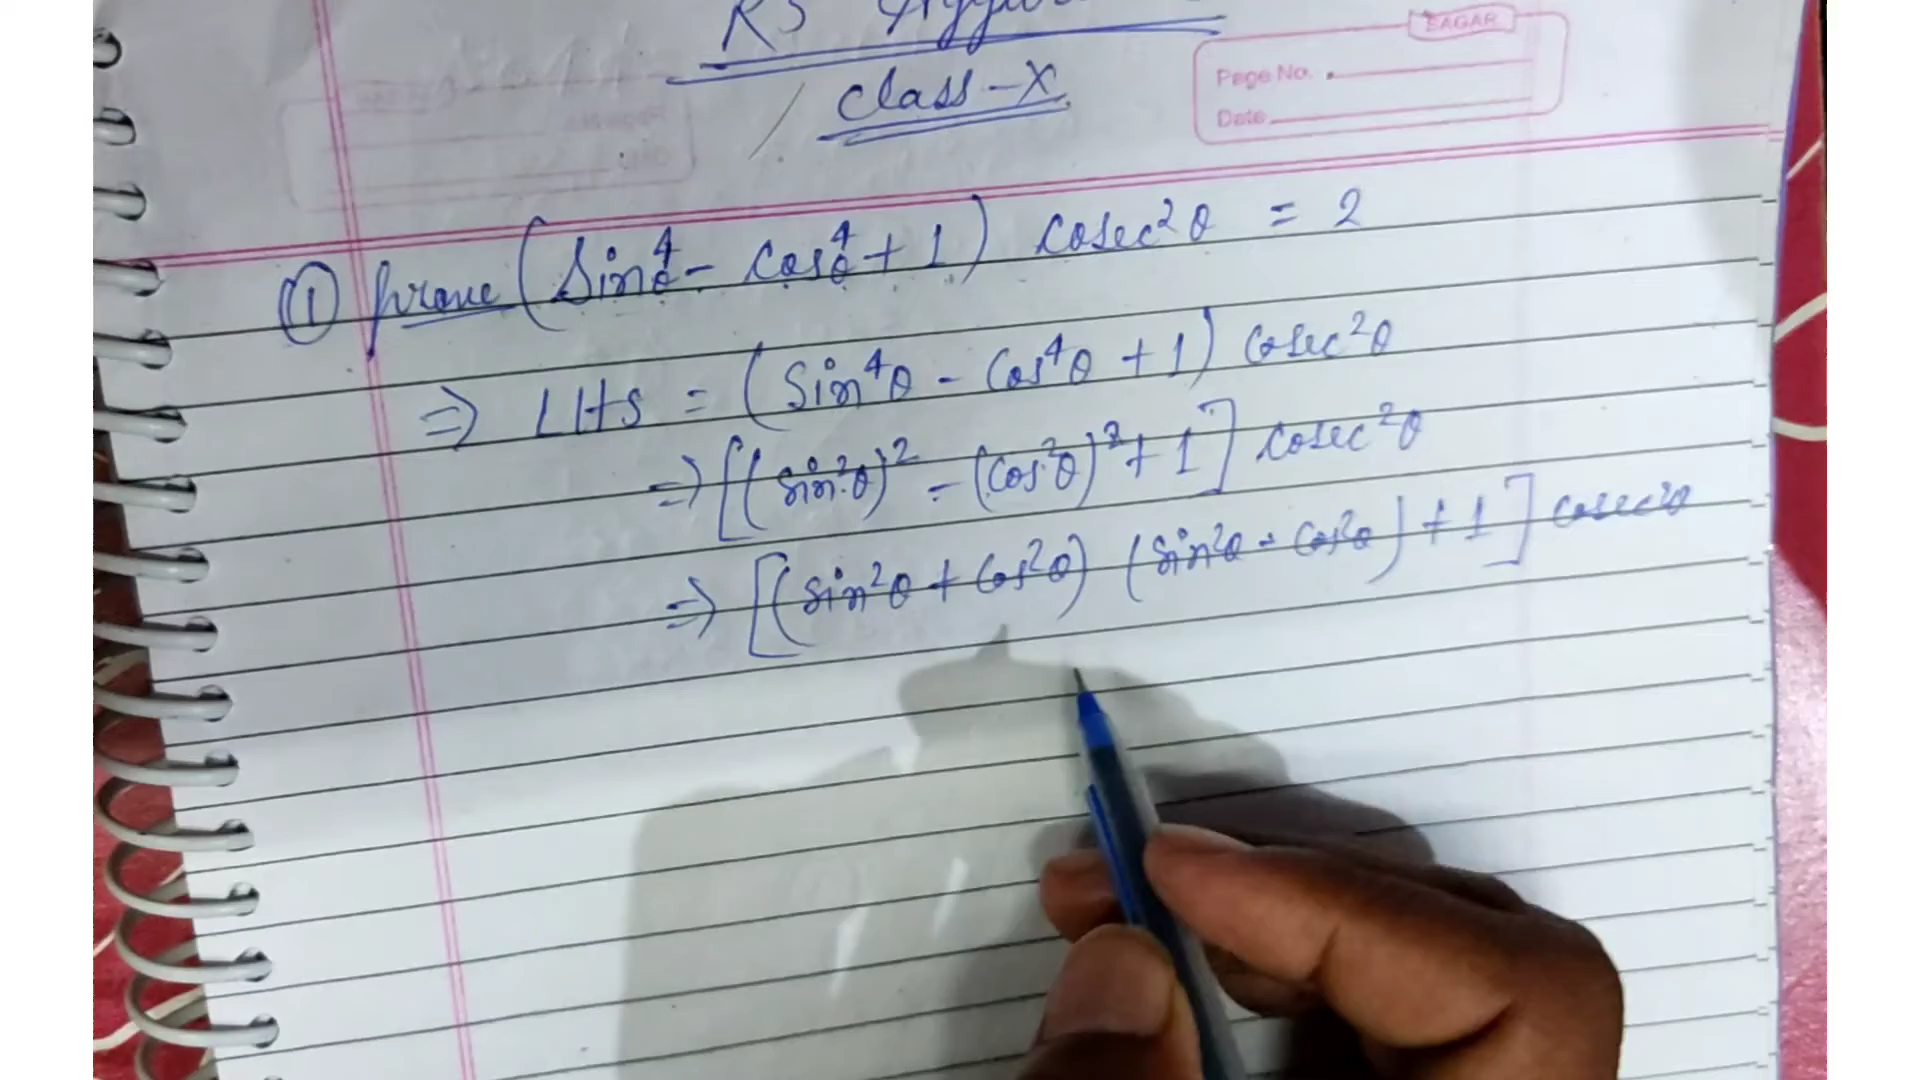 RS
Class-X
SAGAR
Page No.
Date
① prove (Sin⁴θ - Cos⁴θ + 1) Cosec²θ = 2
⇒ LHS = (Sin⁴θ - Cos⁴θ + 1) Cosec²θ
⇒ [(sin²θ)² - (Cos²θ)² + 1] Cosec²θ
⇒ [(sin²θ + Cos²θ) (sin²θ - Cos²θ) + 1] Cosec²θ